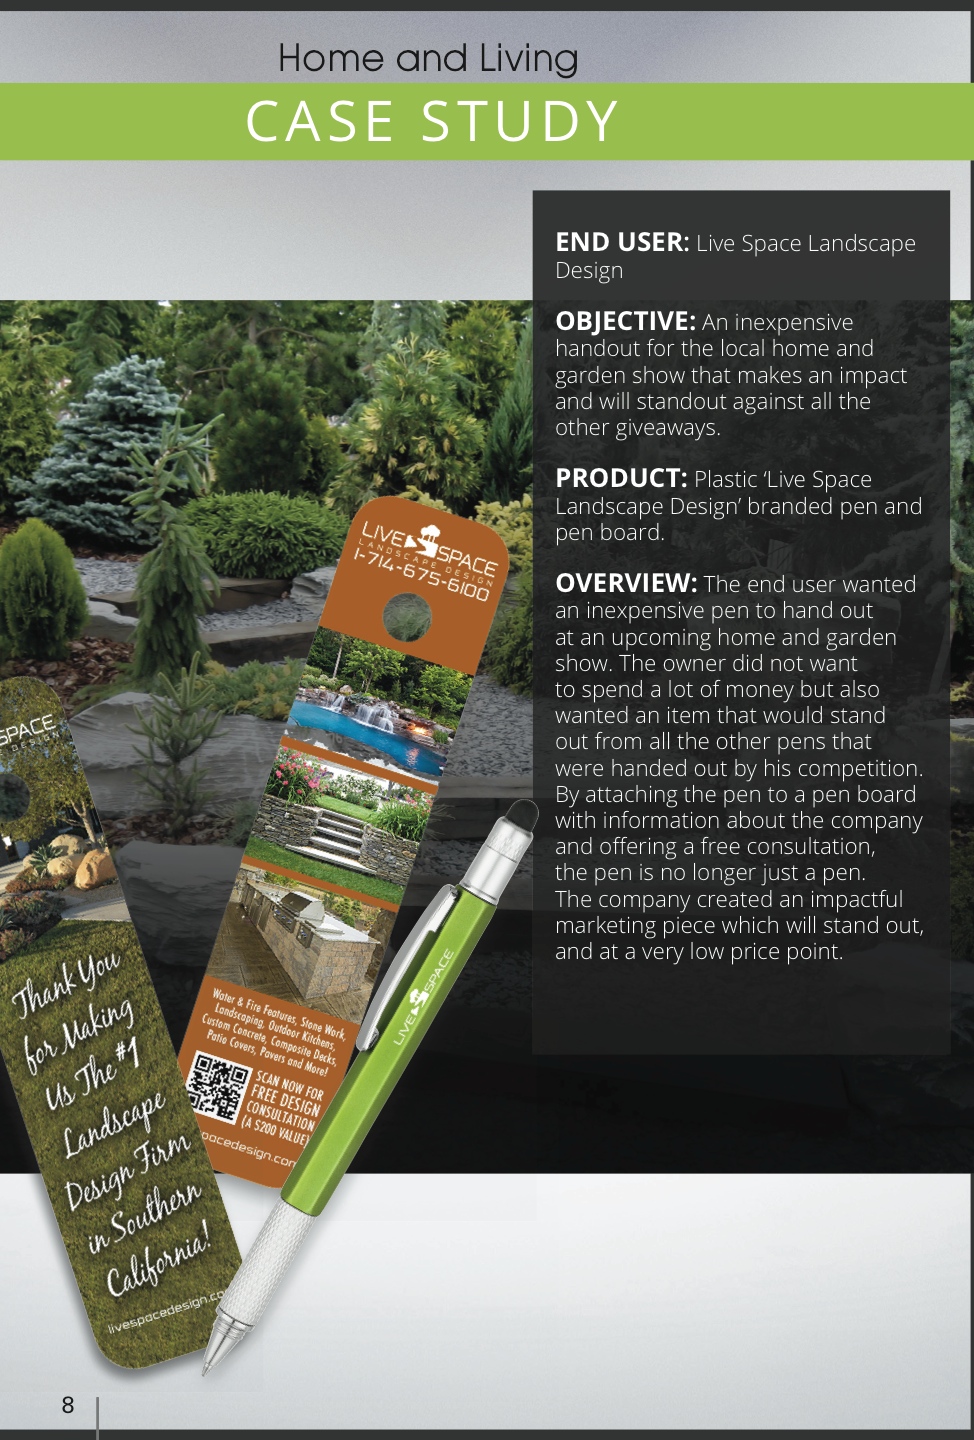 Home and Living
CASE STUDY
END USER: Live Space Landscape
Design
OBJECTIVE: An inexpensive
handout for the local home and
garden show that makes an impact
and will standout against all the
other giveaways.
PRODUCT: Plastic ‘Live Space
Landscape Design’ branded pen and
pen board.
OVERVIEW: The end user wanted
an inexpensive pen to hand out
at an upcoming home and garden
show. The owner did not want
to spend a lot of money but also
wanted an item that would stand
out from all the other pens that
were handed out by his competition.
By attaching the pen to a pen board
with information about the company
and offering a free consultation,
the pen is no longer just a pen.
The company created an impactful
marketing piece which will stand out,
and at a very low price point.
LIVE SPACE
LANDSCAPE DESIGN
1-714-675-6100
Water & Fire Features, Stone Work,
Landscaping, Outdoor Kitchens,
Custom Concrete, Composite Decks,
Patio Covers, Pavers and More!
SCAN NOW FOR
FREE DESIGN
CONSULTATION
(A $200 VALUE)
pacedesign.com
LIVE SPACE
SPACE
DESIGN
Thank You
for Making
Us The #1
Landscape
Design Firm
in Southern
California!
livespacedesign.co
8